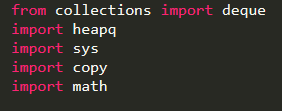 from collections import deque
import heapq
import sys
import copy
import math